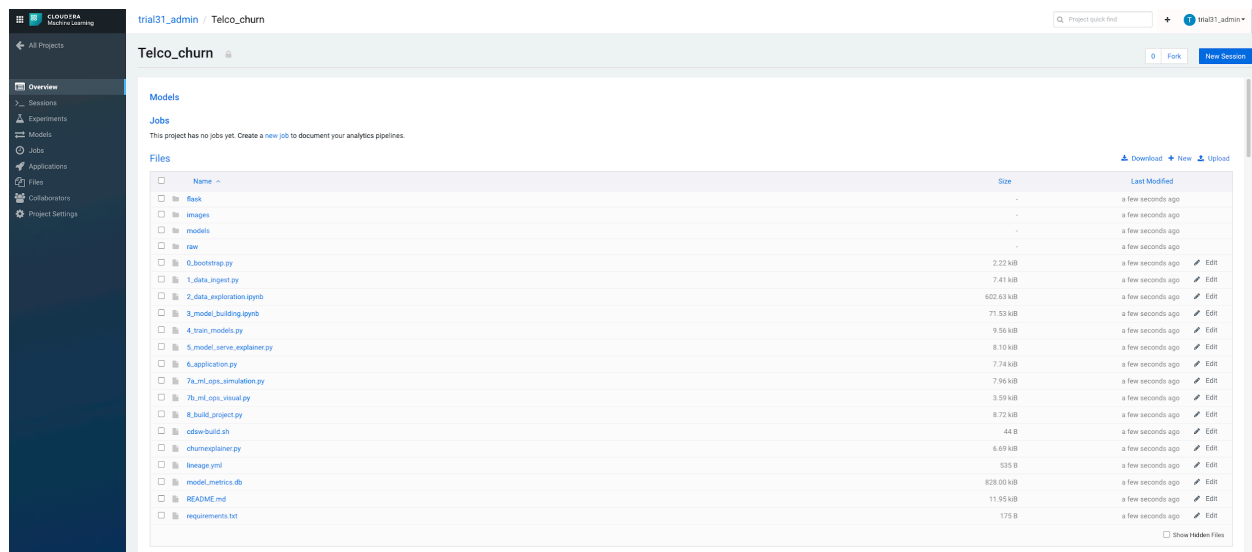 CLOUDERA
Machine Learning
trial31_admin / Telco_churn
Project quick find
+
T trial31_admin
All Projects
Telco_churn
0 Fork
New Session
Overview
Sessions
Experiments
Models
Jobs
Applications
Files
Collaborators
Project Settings
Models
Jobs
This project has no jobs yet. Create a new job to document your analytics pipelines.
Files
Download + New Upload
Name Size Last Modified
flask - a few seconds ago
images - a few seconds ago
models - a few seconds ago
raw - a few seconds ago
0_bootstrap.py 2.22 kiB a few seconds ago Edit
1_data_ingest.py 7.41 kiB a few seconds ago Edit
2_data_exploration.ipynb 602.63 kiB a few seconds ago Edit
3_model_building.ipynb 71.53 kiB a few seconds ago Edit
4_train_models.py 9.56 kiB a few seconds ago Edit
5_model_serve_explainer.py 8.10 kiB a few seconds ago Edit
6_application.py 7.74 kiB a few seconds ago Edit
7a_ml_ops_simulation.py 7.96 kiB a few seconds ago Edit
7b_ml_ops_visual.py 3.59 kiB a few seconds ago Edit
8_build_project.py 8.72 kiB a few seconds ago Edit
cdsw-build.sh 44 B a few seconds ago Edit
churnexplainer.py 6.69 kiB a few seconds ago Edit
lineage.yml 535 B a few seconds ago Edit
model_metrics.db 828.00 kiB a few seconds ago Edit
README.md 11.95 kiB a few seconds ago Edit
requirements.txt 175 B a few seconds ago Edit
Show Hidden Files